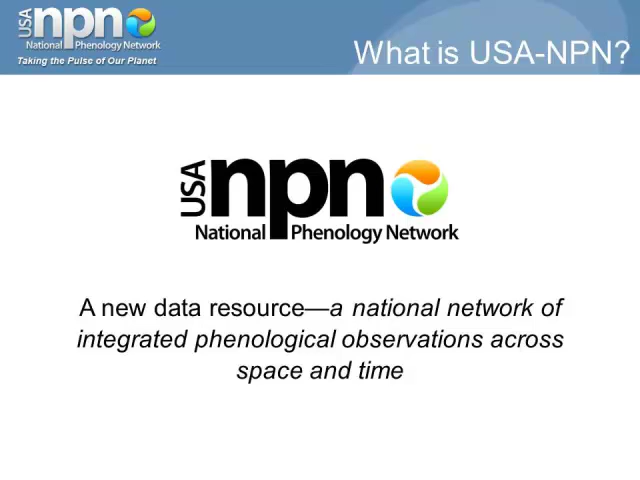 USA npn
National Phenology Network
Taking the Pulse of Our Planet
What is USA-NPN?
USA npn
National Phenology Network
A new data resource—a national network of
integrated phenological observations across
space and time